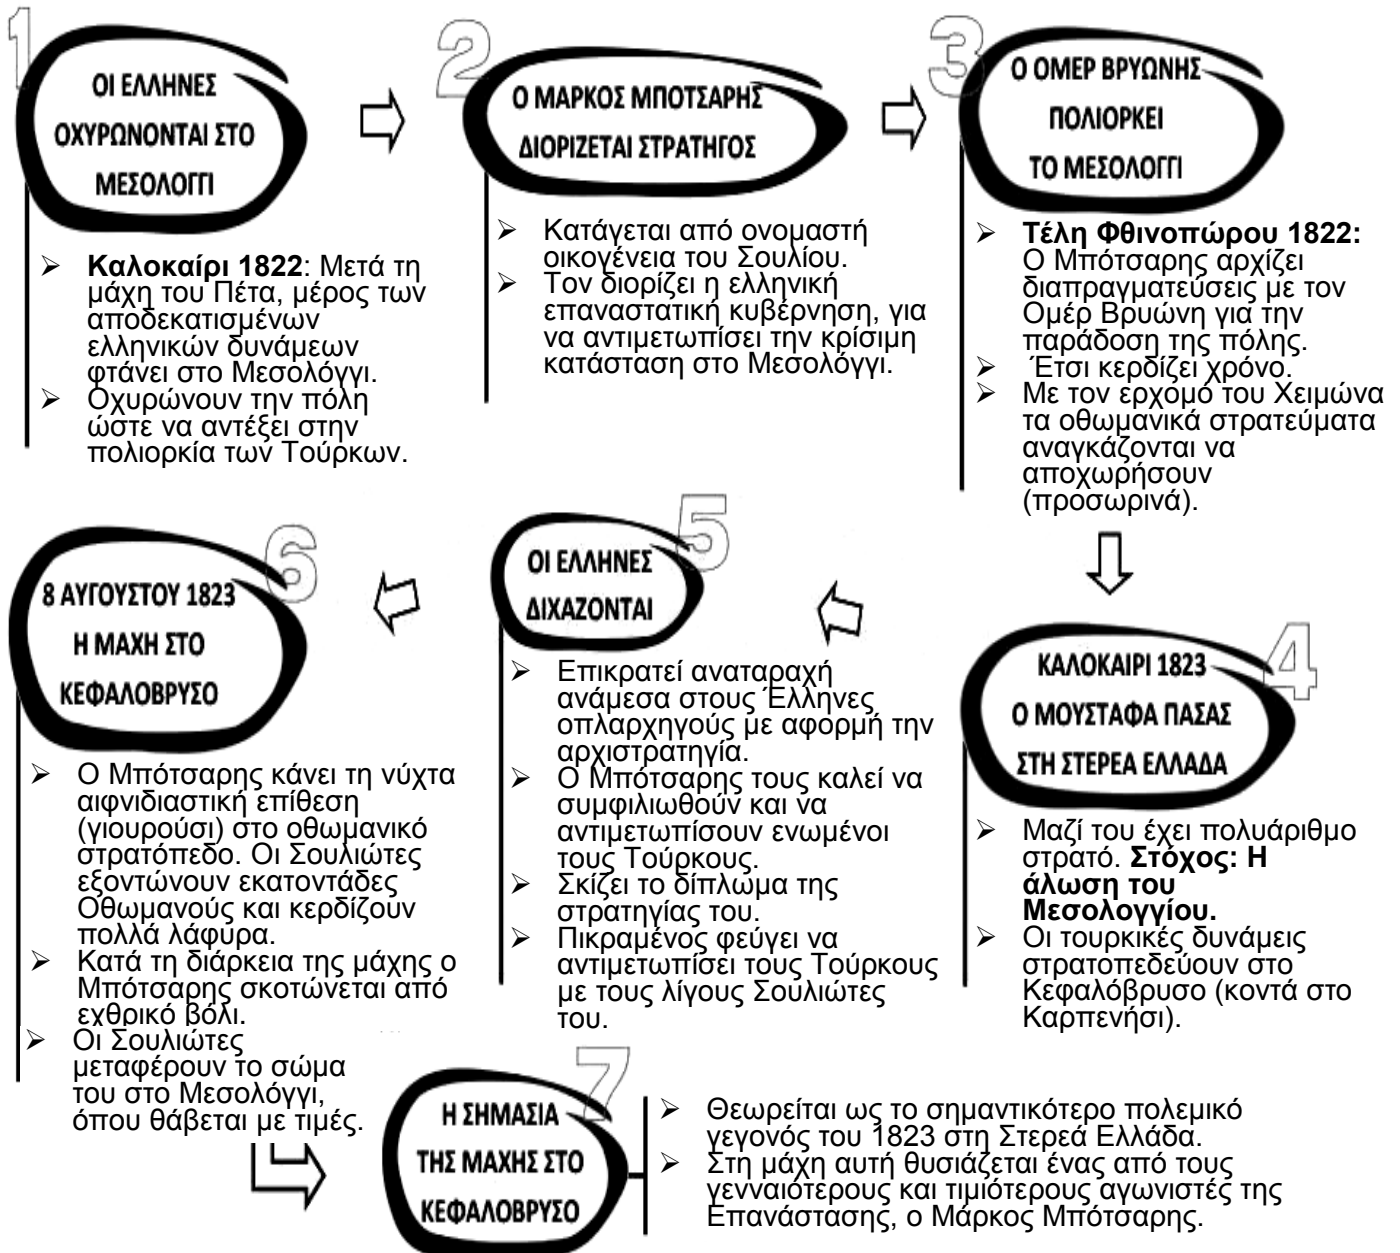 1
ΟΙ ΕΛΛΗΝΕΣ
ΟΧΥΡΩΝΟΝΤΑΙ ΣΤΟ
ΜΕΣΟΛΟΓΓΙ
➢ Καλοκαίρι 1822: Μετά τη
μάχη του Πέτα, μέρος των
αποδεκατισμένων
ελληνικών δυνάμεων
φτάνει στο Μεσολόγγι.
➢ Οχυρώνουν την πόλη
ώστε να αντέξει στην
πολιορκία των Τούρκων.
2
Ο ΜΑΡΚΟΣ ΜΠΟΤΣΑΡΗΣ
ΔΙΟΡΙΖΕΤΑΙ ΣΤΡΑΤΗΓΟΣ
➢ Κατάγεται από ονομαστή
οικογένεια του Σουλίου.
➢ Τον διορίζει η ελληνική
επαναστατική κυβέρνηση, για
να αντιμετωπίσει την κρίσιμη
κατάσταση στο Μεσολόγγι.
3
Ο ΟΜΕΡ ΒΡΥΩΝΗΣ
ΠΟΛΙΟΡΚΕΙ
ΤΟ ΜΕΣΟΛΟΓΓΙ
➢ Τέλη Φθινοπώρου 1822:
Ο Μπότσαρης αρχίζει
διαπραγματεύσεις με τον
Ομέρ Βρυώνη για την
παράδοση της πόλης.
➢ Έτσι κερδίζει χρόνο.
➢ Με τον ερχομό του Χειμώνα
τα οθωμανικά στρατεύματα
αναγκάζονται να
αποχωρήσουν
(προσωρινά).
4
ΚΑΛΟΚΑΙΡΙ 1823
Ο ΜΟΥΣΤΑΦΑ ΠΑΣΑΣ
ΣΤΗ ΣΤΕΡΕΑ ΕΛΛΑΔΑ
➢ Μαζί του έχει πολυάριθμο
στρατό. Στόχος: Η
άλωση του
Μεσολογγίου.
➢ Οι τουρκικές δυνάμεις
στρατοπεδεύουν στο
Κεφαλόβρυσο (κοντά στο
Καρπενήσι).
5
ΟΙ ΕΛΛΗΝΕΣ
ΔΙΧΑΖΟΝΤΑΙ
➢ Επικρατεί αναταραχή
ανάμεσα στους Έλληνες
οπλαρχηγούς με αφορμή την
αρχιστρατηγία.
➢ Ο Μπότσαρης τους καλεί να
συμφιλιωθούν και να
αντιμετωπίσουν ενωμένοι
τους Τούρκους.
➢ Σκίζει το δίπλωμα της
στρατηγίας του.
➢ Πικραμένος φεύγει να
αντιμετωπίσει τους Τούρκους
με τους λίγους Σουλιώτες
του.
6
8 ΑΥΓΟΥΣΤΟΥ 1823
Η ΜΑΧΗ ΣΤΟ
ΚΕΦΑΛΟΒΡΥΣΟ
➢ Ο Μπότσαρης κάνει τη νύχτα
αιφνιδιαστική επίθεση
(γιουρούσι) στο οθωμανικό
στρατόπεδο. Οι Σουλιώτες
εξοντώνουν εκατοντάδες
Οθωμανούς και κερδίζουν
πολλά λάφυρα.
➢ Κατά τη διάρκεια της μάχης ο
Μπότσαρης σκοτώνεται από
εχθρικό βόλι.
➢ Οι Σουλιώτες
μεταφέρουν το σώμα
του στο Μεσολόγγι,
όπου θάβεται με τιμές.
7
Η ΣΗΜΑΣΙΑ
ΤΗΣ ΜΑΧΗΣ ΣΤΟ
ΚΕΦΑΛΟΒΡΥΣΟ
➢ Θεωρείται ως το σημαντικότερο πολεμικό
γεγονός του 1823 στη Στερεά Ελλάδα.
➢ Στη μάχη αυτή θυσιάζεται ένας από τους
γενναιότερους και τιμιότερους αγωνιστές της
Επανάστασης, ο Μάρκος Μπότσαρης.